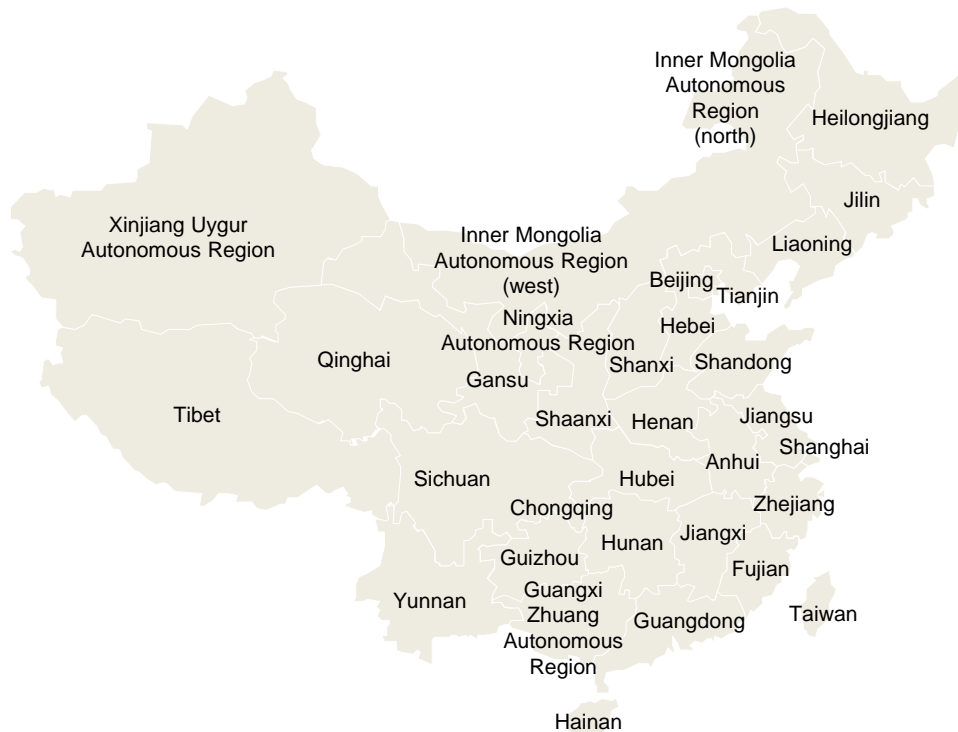 Inner Mongolia
Autonomous
Region
(north)
Heilongjiang
Jilin
Xinjiang Uygur
Autonomous Region
Inner Mongolia
Autonomous Region
(west)
Liaoning
Beijing
Tianjin
Ningxia
Autonomous Region
Hebei
Qinghai
Gansu
Shanxi
Shandong
Tibet
Shaanxi
Henan
Jiangsu
Shanghai
Anhui
Sichuan
Hubei
Chongqing
Zhejiang
Hunan
Jiangxi
Guizhou
Fujian
Yunnan
Guangxi
Zhuang
Autonomous
Region
Guangdong
Taiwan
Hainan